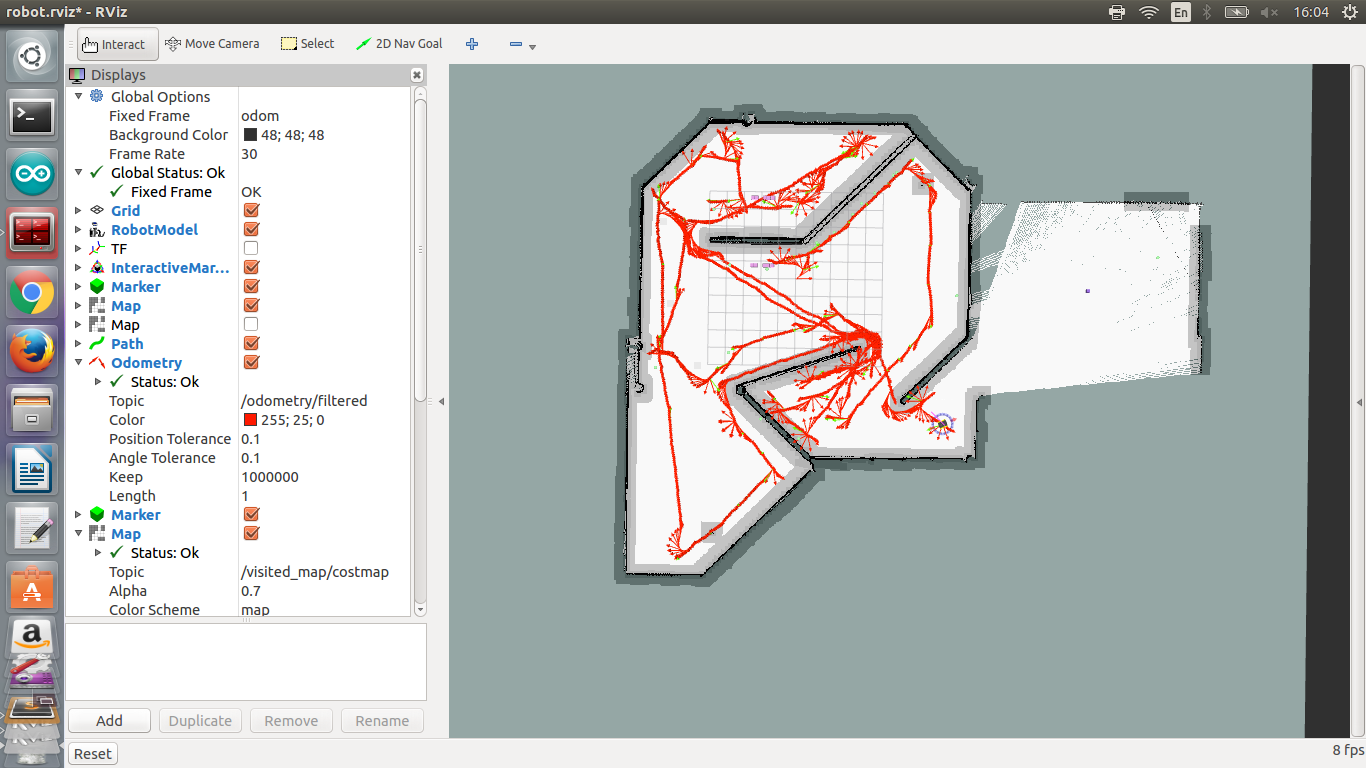 robot.rviz* - RViz
En
16:04
Interact
Move Camera
Select
2D Nav Goal
Displays
Global Options
Fixed Frame odom
Background Color 48; 48; 48
Frame Rate 30
Global Status: Ok
Fixed Frame OK
Grid
RobotModel
TF
InteractiveMar...
Marker
Map
Map
Path
Odometry
Status: Ok
Topic /odometry/filtered
Color 255; 25; 0
Position Tolerance 0.1
Angle Tolerance 0.1
Keep 1000000
Length 1
Marker
Map
Status: Ok
Topic /visited_map/costmap
Alpha 0.7
Color Scheme map
Add
Duplicate
Remove
Rename
Reset
8 fps